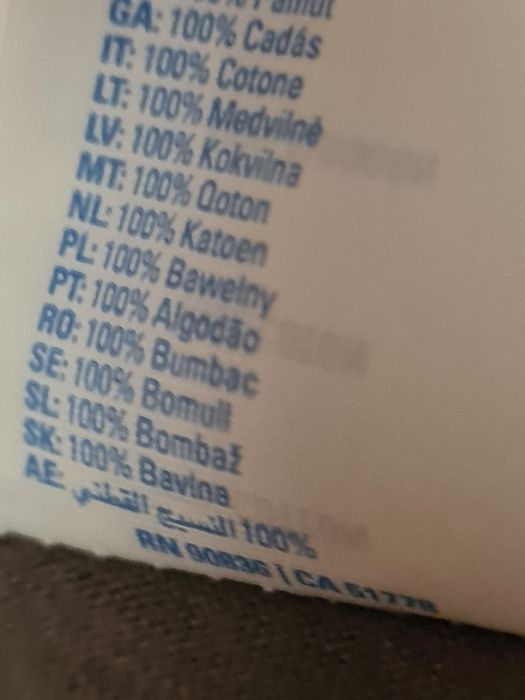 100% Pamut
GA: 100% Cadás
IT: 100% Cotone
LT: 100% Medvilnė
LV: 100% Kokvilna
MT: 100% Qoton
NL: 100% Katoen
PL: 100% Bawełny
PT: 100% Algodão
RO: 100% Bumbac
SE: 100% Bomull
SL: 100% Bombaž
SK: 100% Bavlna
AE: 100% النسيج القطني
RN 90836 | CA 51778